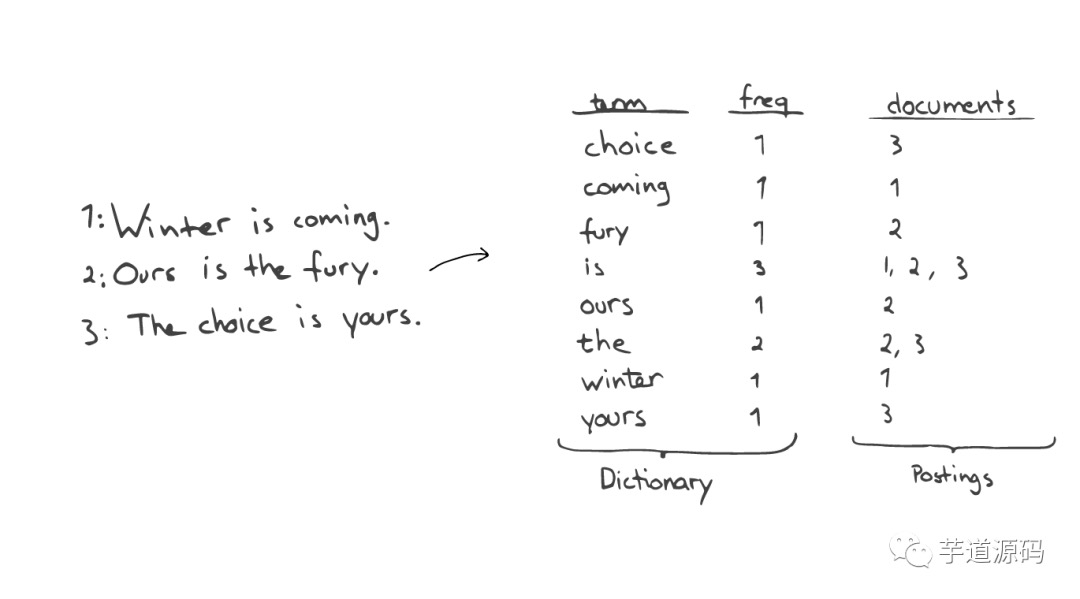 1: Winter is coming.
2: Ours is the fury.
3: The choice is yours.
term freq documents
choice 1 3
coming 1 1
fury 1 2
is 3 1, 2, 3
ours 1 2
the 2 2, 3
winter 1 1
yours 1 3
Dictionary Postings
芋道源码